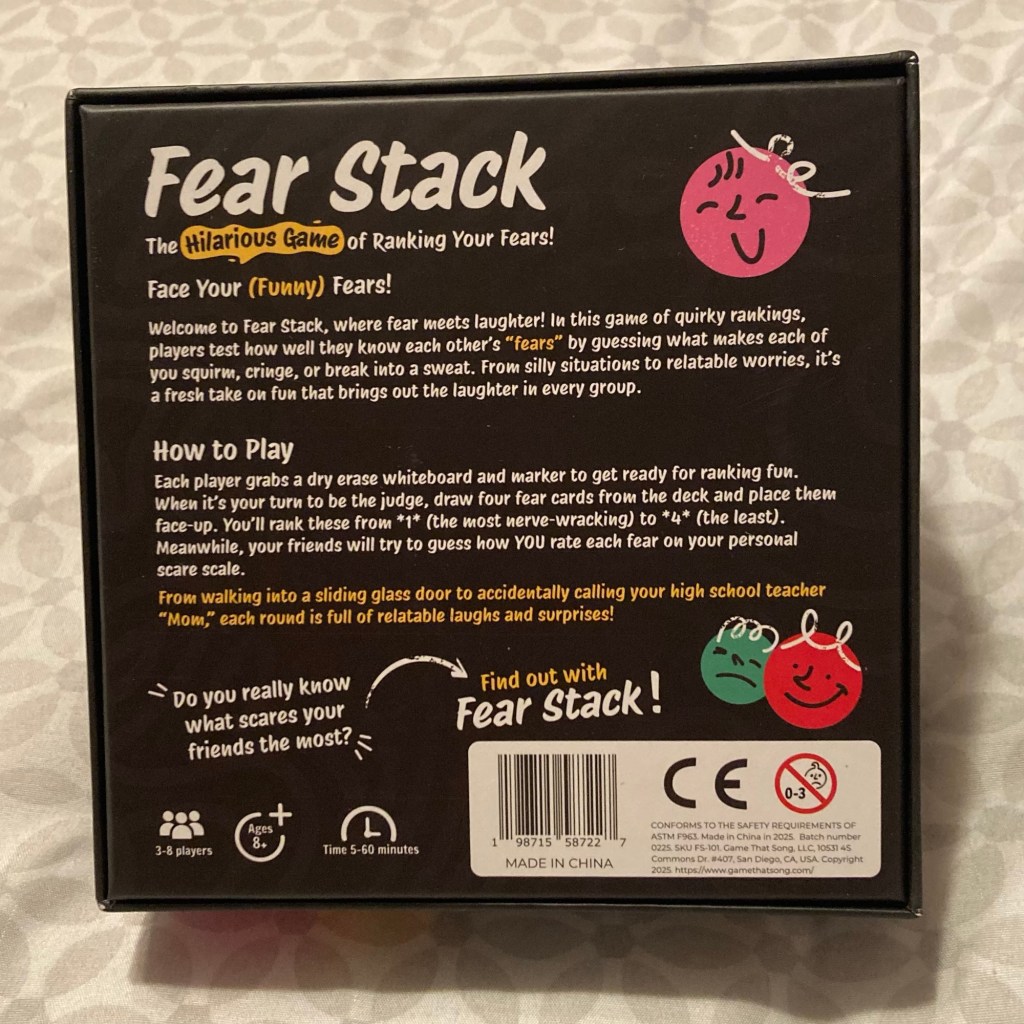 Fear Stack
The Hilarious Game of Ranking Your Fears!
Face Your (Funny) Fears!
Welcome to Fear Stack, where fear meets laughter! In this game of quirky rankings,
players test how well they know each other's "fears" by guessing what makes each of
you squirm, cringe, or break into a sweat. From silly situations to relatable worries, it's
a fresh take on fun that brings out the laughter in every group.
How to Play
Each player grabs a dry erase whiteboard and marker to get ready for ranking fun.
When it's your turn to be the judge, draw four fear cards from the deck and place them
face-up. You'll rank these from *1* (the most nerve-wracking) to *4* (the least).
Meanwhile, your friends will try to guess how YOU rate each fear on your personal
scare scale.
From walking into a sliding glass door to accidentally calling your high school teacher
"Mom," each round is full of relatable laughs and surprises!
Do you really know
what scares your
friends the most?
Find out with
Fear Stack!
3-8 players
Ages
8+
Time 5-60 minutes
1 98715 58722 7
MADE IN CHINA
CE
0-3
CONFORMS TO THE SAFETY REQUIREMENTS OF
ASTM F963. Made in China in 2025. Batch number
0225. SKU FS-101. Game That Song, LLC, 10531 4S
Commons Dr. #407, San Diego, CA, USA. Copyright
2025. https://www.gamethatsong.com/